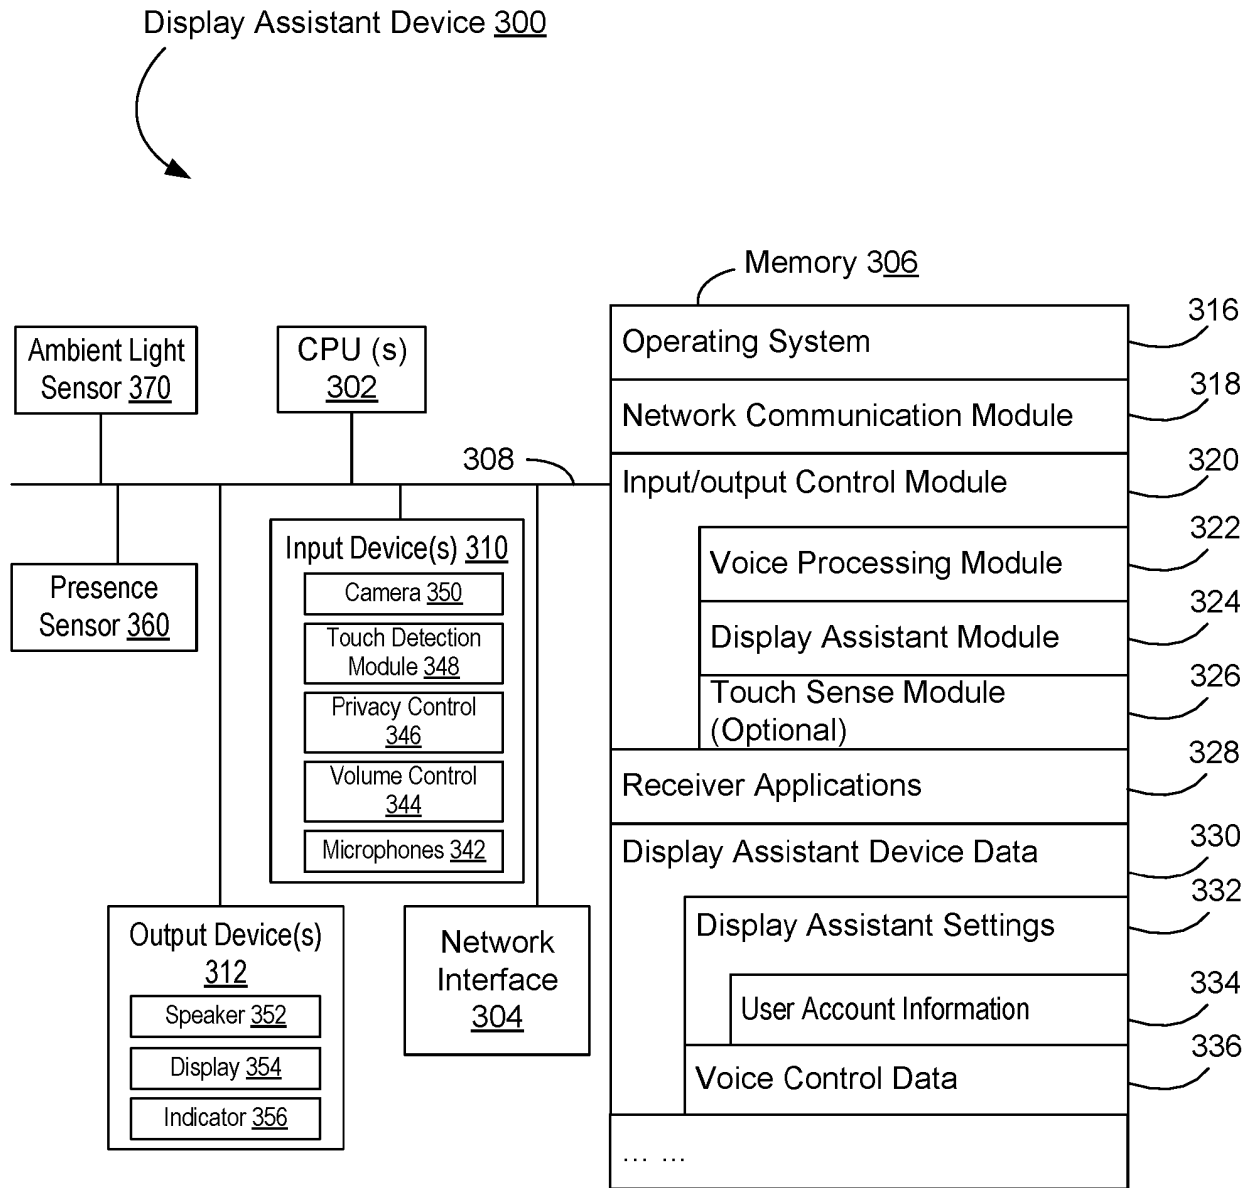 Display Assistant Device 300
Memory 306
Ambient Light
Sensor 370
CPU (s)
302
308
Presence
Sensor 360
Input Device(s) 310
Camera 350
Touch Detection
Module 348
Privacy Control
346
Volume Control
344
Microphones 342
Output Device(s)
312
Speaker 352
Display 354
Indicator 356
Network
Interface
304
Operating System
316
Network Communication Module
318
Input/output Control Module
320
Voice Processing Module
322
Display Assistant Module
324
Touch Sense Module
(Optional)
326
Receiver Applications
328
Display Assistant Device Data
330
Display Assistant Settings
332
User Account Information
334
Voice Control Data
336
... ...